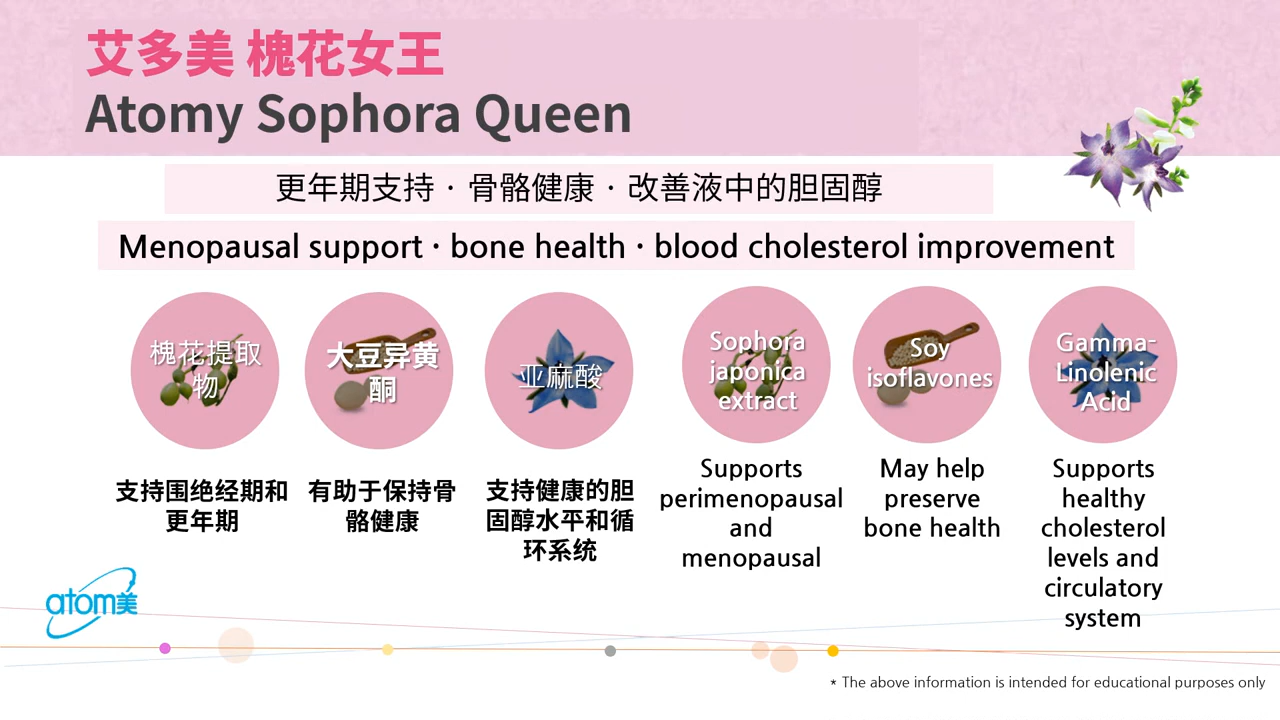 艾多美 槐花女王
Atomy Sophora Queen
更年期支持 · 骨骼健康 · 改善液中的胆固醇
Menopausal support · bone health · blood cholesterol improvement
槐花提取
物
支持围绝经期和
更年期
大豆异黄
酮
有助于保持骨
骼健康
亚麻酸
支持健康的胆
固醇水平和循
环系统
Sophora
japonica
extract
Supports
perimenopausal
and
menopausal
Soy
isoflavones
May help
preserve
bone health
Gamma-
Linolenic
Acid
Supports
healthy
cholesterol
levels and
circulatory
system
atom美
* The above information is intended for educational purposes only